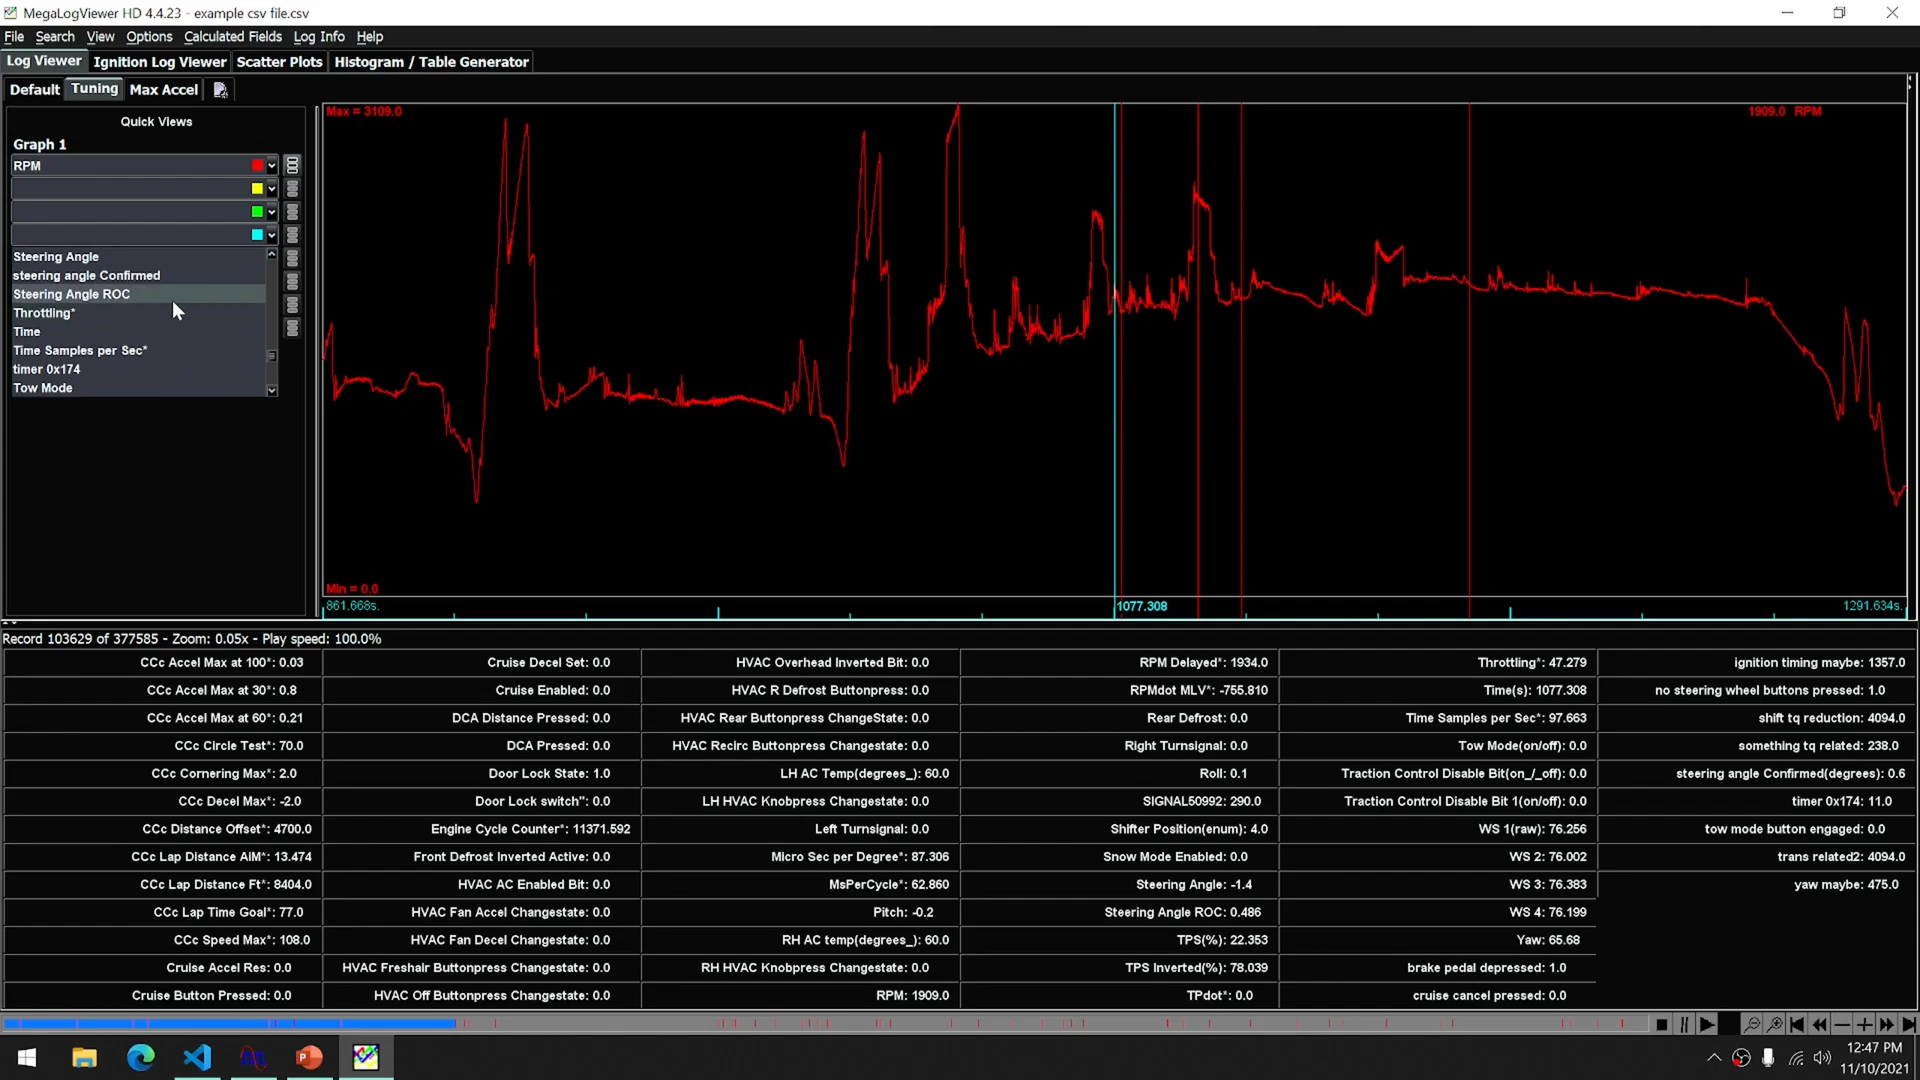 MegaLogViewer HD 4.4.23 - example csv file.csv
File Search View Options Calculated Fields Log Info Help
Log Viewer Ignition Log Viewer Scatter Plots Histogram / Table Generator
Default Tuning Max Accel
Quick Views
Graph 1
RPM
Steering Angle
steering angle Confirmed
Steering Angle ROC
Throttling*
Time
Time Samples per Sec*
timer 0x174
Tow Mode
Max = 3109.0
1909.0 RPM
Min = 0.0
861.668s. 1077.308 1291.634s.
Record 103629 of 377585 - Zoom: 0.05x - Play speed: 100.0%
CCc Accel Max at 100*: 0.03
CCc Accel Max at 30*: 0.8
CCc Accel Max at 60*: 0.21
CCc Circle Test*: 70.0
CCc Cornering Max*: 2.0
CCc Decel Max*: -2.0
CCc Distance Offset*: 4700.0
CCc Lap Distance AiM*: 13.474
CCc Lap Distance Ft*: 8404.0
CCc Lap Time Goal*: 77.0
CCc Speed Max*: 108.0
Cruise Accel Res: 0.0
Cruise Button Pressed: 0.0
Cruise Decel Set: 0.0
Cruise Enabled: 0.0
DCA Distance Pressed: 0.0
DCA Pressed: 0.0
Door Lock State: 1.0
Door Lock switch": 0.0
Engine Cycle Counter*: 11371.592
Front Defrost Inverted Active: 0.0
HVAC AC Enabled Bit: 0.0
HVAC Fan Accel Changestate: 0.0
HVAC Fan Decel Changestate: 0.0
HVAC Freshair Buttonpress Changestate: 0.0
HVAC Off Buttonpress Changestate: 0.0
HVAC Overhead Inverted Bit: 0.0
HVAC R Defrost Buttonpress: 0.0
HVAC Rear Buttonpress ChangeState: 0.0
HVAC Recirc Buttonpress Changestate: 0.0
LH AC Temp(degrees_): 60.0
LH HVAC Knobpress Changestate: 0.0
Left Turnsignal: 0.0
Micro Sec per Degree*: 87.306
MsPerCycle*: 62.860
Pitch: -0.2
RH AC temp(degrees_): 60.0
RH HVAC Knobpress Changestate: 0.0
RPM: 1909.0
RPM Delayed*: 1934.0
RPMdot MLV*: -755.810
Rear Defrost: 0.0
Right Turnsignal: 0.0
Roll: 0.1
SIGNAL50992: 290.0
Shifter Position(enum): 4.0
Snow Mode Enabled: 0.0
Steering Angle: -1.4
Steering Angle ROC: 0.486
TPS(%): 22.353
TPS Inverted(%): 78.039
TPdot*: 0.0
Throttling*: 47.279
Time(s): 1077.308
Time Samples per Sec*: 97.663
Tow Mode(on/off): 0.0
Traction Control Disable Bit(on_/_off): 0.0
Traction Control Disable Bit 1(on/off): 0.0
WS 1(raw): 76.256
WS 2: 76.002
WS 3: 76.383
WS 4: 76.199
Yaw: 65.68
brake pedal depressed: 1.0
cruise cancel pressed: 0.0
ignition timing maybe: 1357.0
no steering wheel buttons pressed: 1.0
shift tq reduction: 4094.0
something tq related: 238.0
steering angle Confirmed(degrees): 0.6
timer 0x174: 11.0
tow mode button engaged: 0.0
trans related2: 4094.0
yaw maybe: 475.0
12:47 PM
11/10/2021